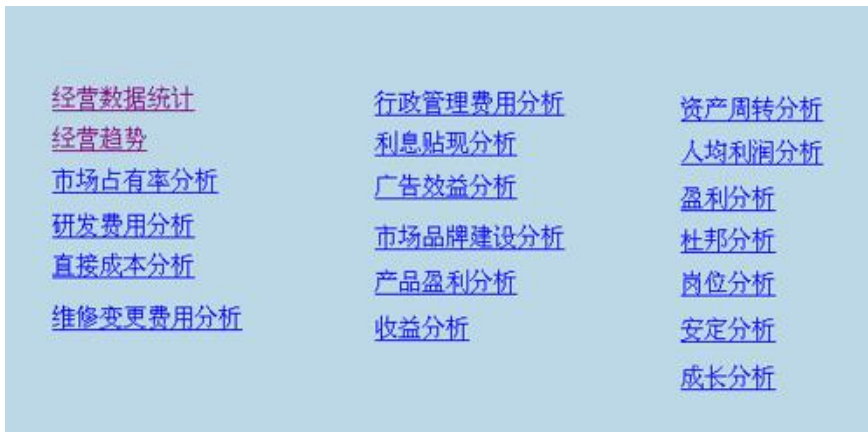 经营数据统计
经营趋势
市场占有率分析
研发费用分析
直接成本分析
维修变更费用分析
行政管理费用分析
利息贴现分析
广告效益分析
市场品牌建设分析
产品盈利分析
收益分析
资产周转分析
人均利润分析
盈利分析
杜邦分析
岗位分析
安定分析
成长分析